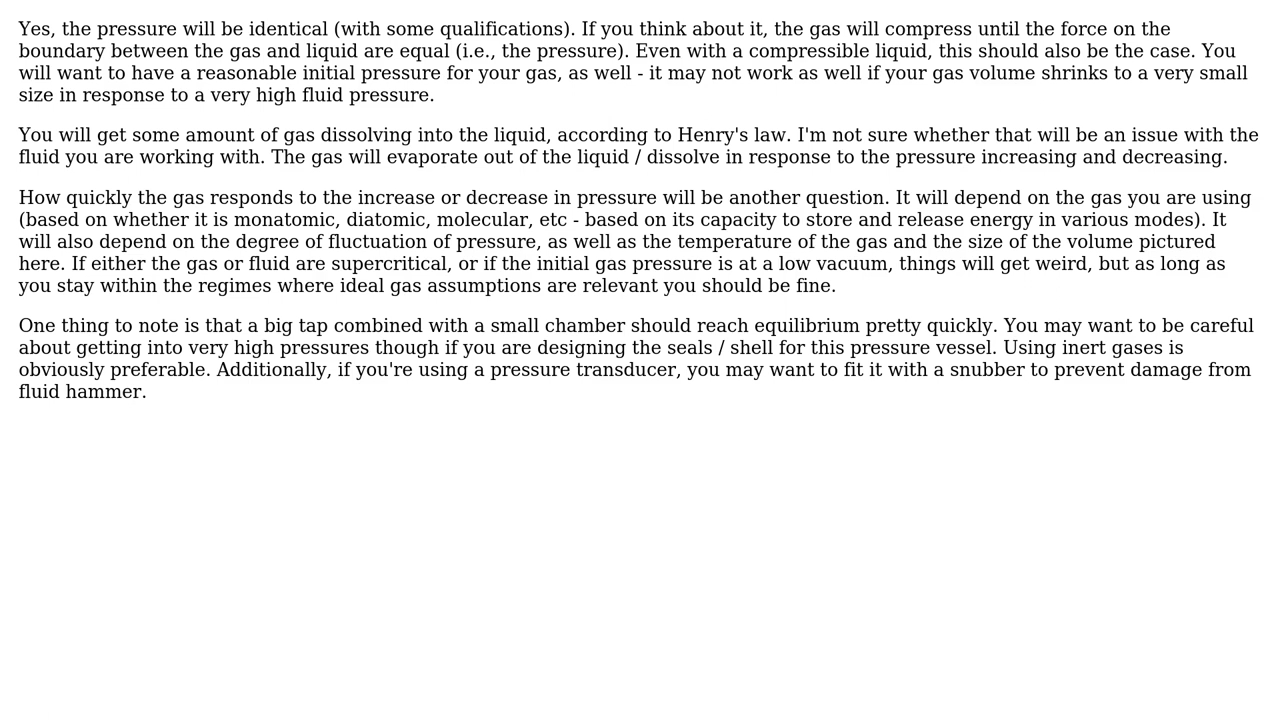 Yes, the pressure will be identical (with some qualifications). If you think about it, the gas will compress until the force on the
boundary between the gas and liquid are equal (i.e., the pressure). Even with a compressible liquid, this should also be the case. You
will want to have a reasonable initial pressure for your gas, as well - it may not work as well if your gas volume shrinks to a very small
size in response to a very high fluid pressure.
You will get some amount of gas dissolving into the liquid, according to Henry's law. I'm not sure whether that will be an issue with the
fluid you are working with. The gas will evaporate out of the liquid / dissolve in response to the pressure increasing and decreasing.
How quickly the gas responds to the increase or decrease in pressure will be another question. It will depend on the gas you are using
(based on whether it is monatomic, diatomic, molecular, etc - based on its capacity to store and release energy in various modes). It
will also depend on the degree of fluctuation of pressure, as well as the temperature of the gas and the size of the volume pictured
here. If either the gas or fluid are supercritical, or if the initial gas pressure is at a low vacuum, things will get weird, but as long as
you stay within the regimes where ideal gas assumptions are relevant you should be fine.
One thing to note is that a big tap combined with a small chamber should reach equilibrium pretty quickly. You may want to be careful
about getting into very high pressures though if you are designing the seals / shell for this pressure vessel. Using inert gases is
obviously preferable. Additionally, if you're using a pressure transducer, you may want to fit it with a snubber to prevent damage from
fluid hammer.